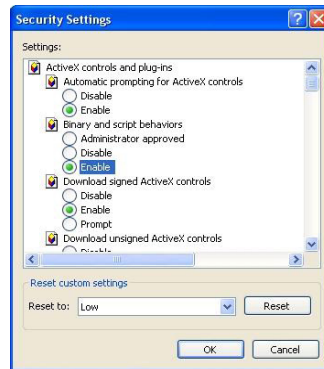 Security Settings
Settings:
ActiveX controls and plug-ins
Automatic prompting for ActiveX controls
Disable
Enable
Binary and script behaviors
Administrator approved
Disable
Enable
Download signed ActiveX controls
Disable
Enable
Prompt
Download unsigned ActiveX controls
Disable
Reset custom settings
Reset to: Low Reset
OK Cancel